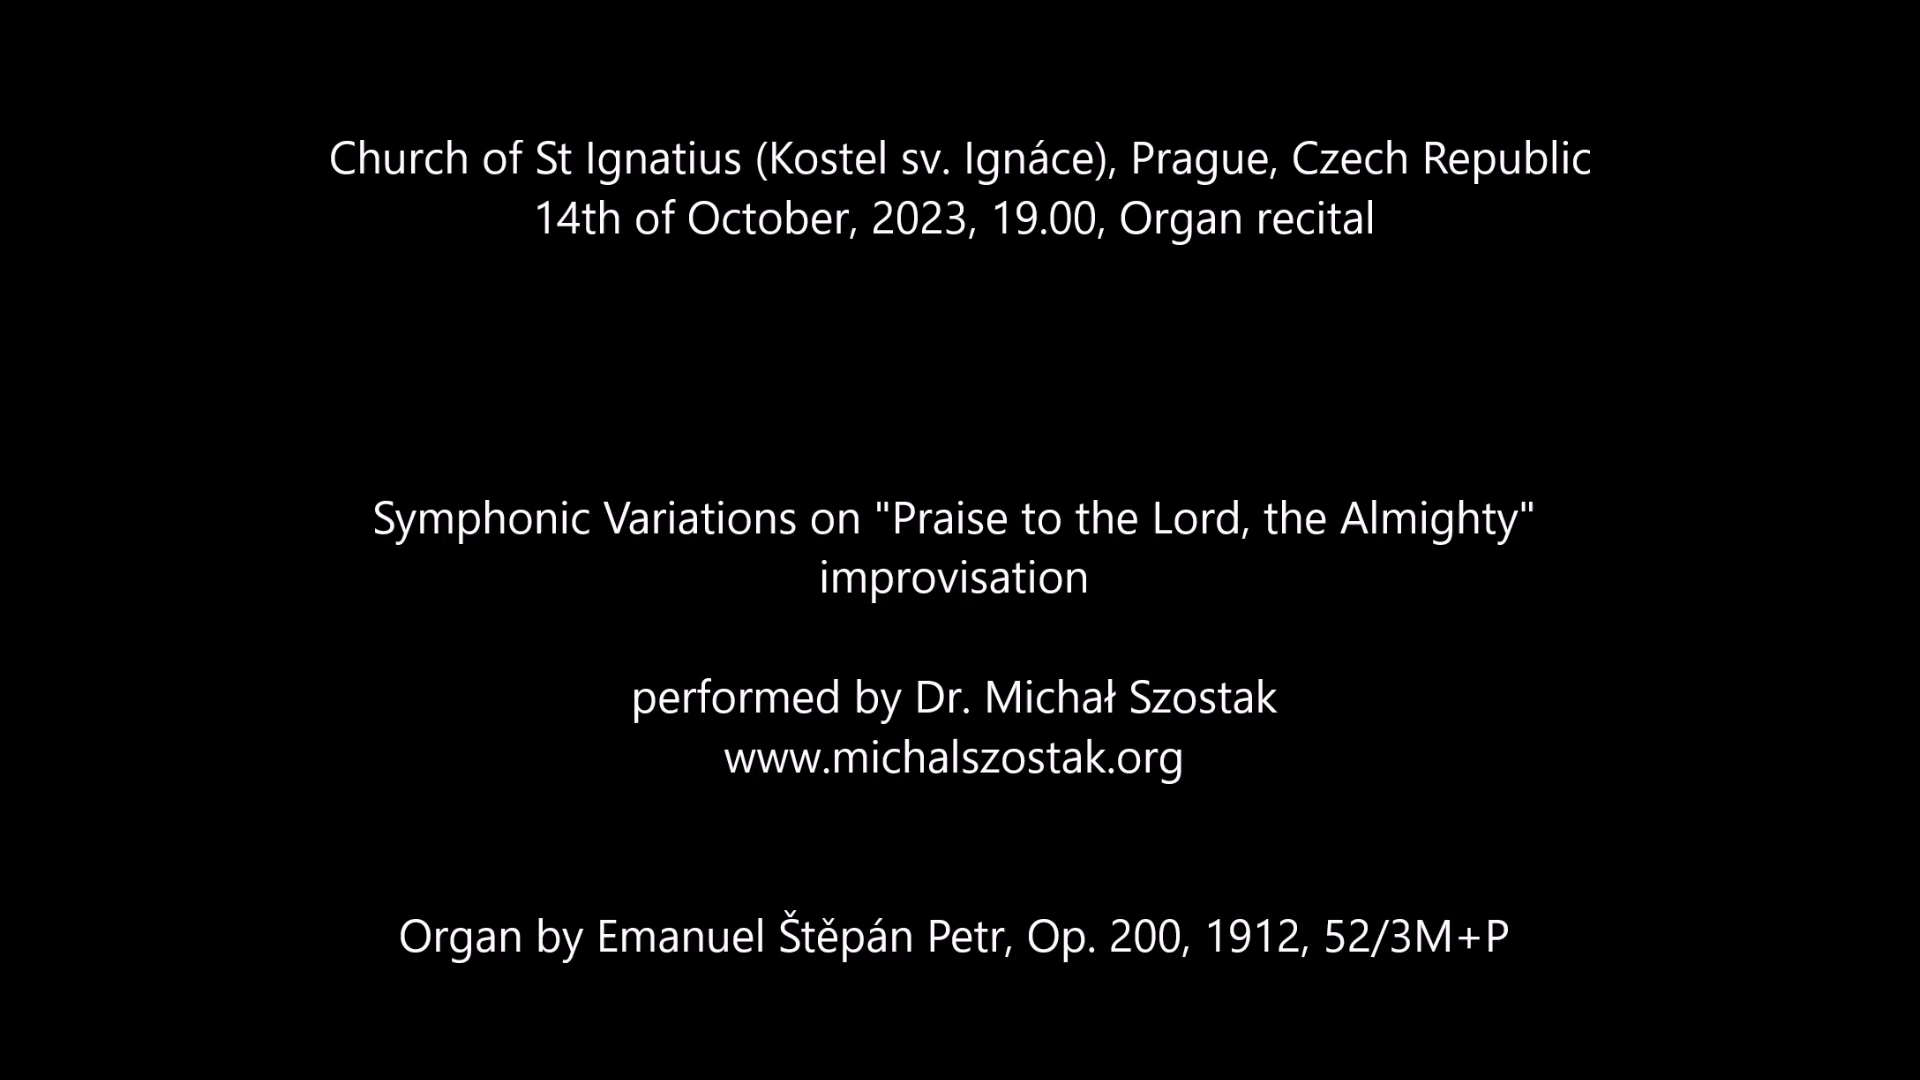 Church of St Ignatius (Kostel sv. Ignáce), Prague, Czech Republic
14th of October, 2023, 19.00, Organ recital
Symphonic Variations on "Praise to the Lord, the Almighty"
improvisation
performed by Dr. Michał Szostak
www.michalszostak.org
Organ by Emanuel Štěpán Petr, Op. 200, 1912, 52/3M+P